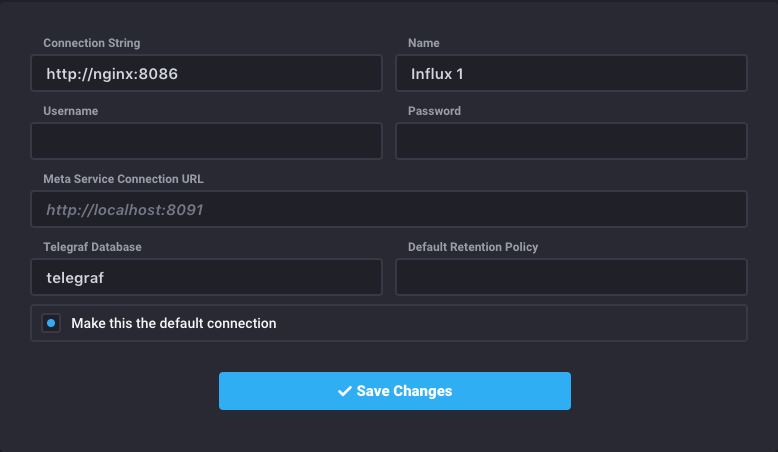 Connection String
Name
http://nginx:8086
Influx 1
Username
Password
Meta Service Connection URL
http://localhost:8091
Telegraf Database
Default Retention Policy
telegraf
Make this the default connection
Save Changes